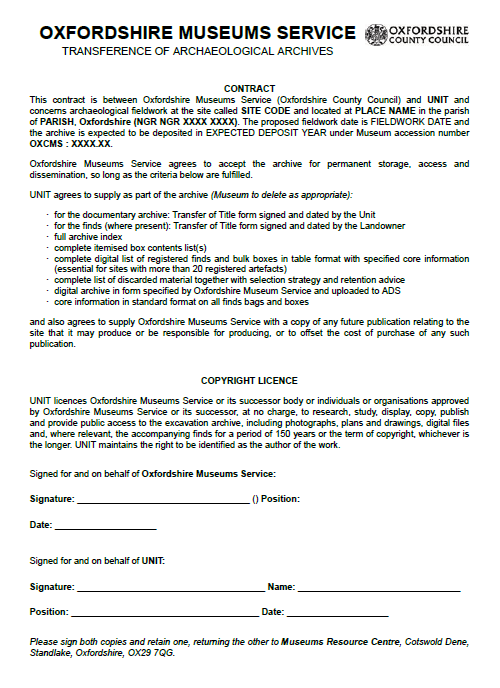 OXFORDSHIRE MUSEUMS SERVICE
OXFORDSHIRE
COUNTY COUNCIL
TRANSFERENCE OF ARCHAEOLOGICAL ARCHIVES
CONTRACT
This contract is between Oxfordshire Museums Service (Oxfordshire County Council) and UNIT and
concerns archaeological fieldwork at the site called SITE CODE and located at PLACE NAME in the parish
of PARISH, Oxfordshire (NGR NGR XXXX XXXX). The proposed fieldwork date is FIELDWORK DATE and
the archive is expected to be deposited in EXPECTED DEPOSIT YEAR under Museum accession number
OXCMS : XXXX.XX.
Oxfordshire Museums Service agrees to accept the archive for permanent storage, access and
dissemination, so long as the criteria below are fulfilled.
UNIT agrees to supply as part of the archive (Museum to delete as appropriate):
· for the documentary archive: Transfer of Title form signed and dated by the Unit
· for the finds (where present): Transfer of Title form signed and dated by the Landowner
· full archive index
· complete itemised box contents list(s)
· complete digital list of registered finds and bulk boxes in table format with specified core information
(essential for sites with more than 20 registered artefacts)
· complete list of discarded material together with selection strategy and retention advice
· digital archive in form specified by Oxfordshire Museum Service and uploaded to ADS
· core information in standard format on all finds bags and boxes
and also agrees to supply Oxfordshire Museums Service with a copy of any future publication relating to the
site that it may produce or be responsible for producing, or to offset the cost of purchase of any such
publication.
COPYRIGHT LICENCE
UNIT licences Oxfordshire Museums Service or its successor body or individuals or organisations approved
by Oxfordshire Museums Service or its successor, at no charge, to research, study, display, copy, publish
and provide public access to the excavation archive, including photographs, plans and drawings, digital files
and, where relevant, the accompanying finds for a period of 150 years or the term of copyright, whichever is
the longer. UNIT maintains the right to be identified as the author of the work.
Signed for and on behalf of Oxfordshire Museums Service:
Signature: __________________________________ () Position:
Date: ____________________
Signed for and on behalf of UNIT:
Signature: _____________________________________ Name: ________________________________
Position: _____________________________________ Date: ____________________
Please sign both copies and retain one, returning the other to Museums Resource Centre, Cotswold Dene,
Standlake, Oxfordshire, OX29 7QG.